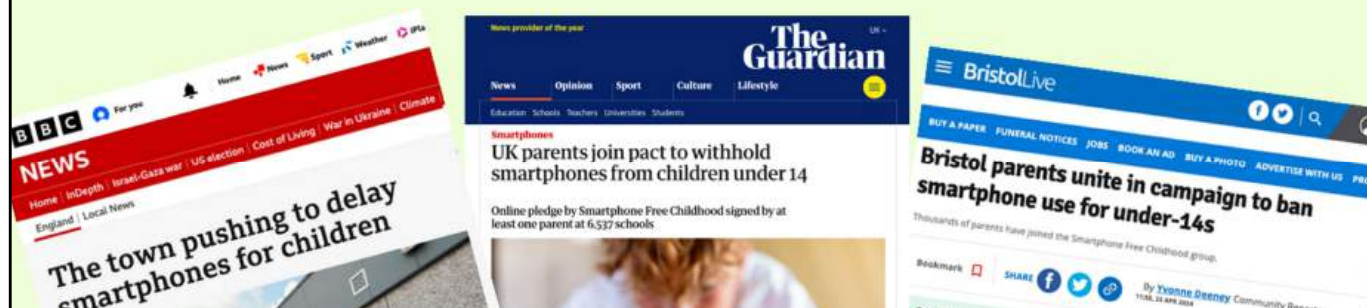 BBC
For you
Home
News
Sport
Weather
iPla
NEWS
Home | InDepth | Israel-Gaza war | US election | Cost of Living | War in Ukraine | Climate
England | Local News
The town pushing to delay
smartphones for children
News provider of the year
UK
The
Guardian
News Opinion Sport Culture Lifestyle
Education Schools Teachers Universities Students
Smartphones
UK parents join pact to withhold
smartphones from children under 14
Online pledge by Smartphone Free Childhood signed by at
least one parent at 6,537 schools
BristolLive
BUY A PAPER FUNERAL NOTICES JOBS BOOK AN AD BUY A PHOTO ADVERTISE WITH US
Bristol parents unite in campaign to ban
smartphone use for under-14s
Thousands of parents have joined the Smartphone Free Childhood group.
Bookmark
SHARE
By Yvonne Deeney Community
11:50, 23 APR 2024